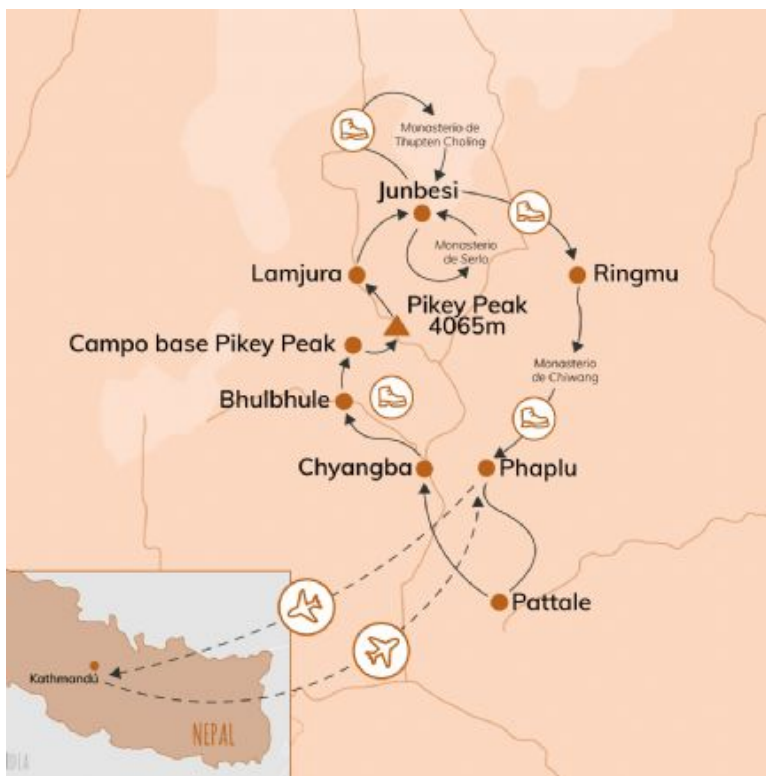 Monasterio de
Thupten Choling
Junbesi
Monasterio
de Serlo
Lamjura
Ringmu
Pikey Peak
4065m
Campo base Pikey Peak
Monasterio
de Chiwang
Bhulbhule
Chyangba
Phaplu
Pattale
Kathmandú
NEPAL